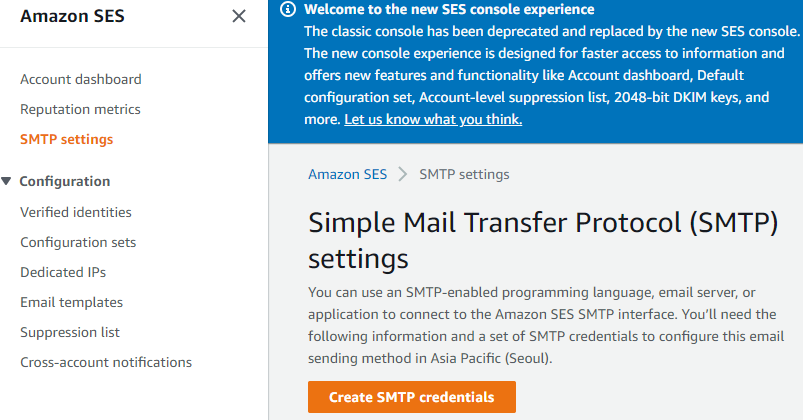 Amazon SES
Account dashboard
Reputation metrics
SMTP settings
Configuration
Verified identities
Configuration sets
Dedicated IPs
Email templates
Suppression list
Cross-account notifications
Welcome to the new SES console experience
The classic console has been deprecated and replaced by the new SES console.
The new console experience is designed for faster access to information and
offers new features and functionality like Account dashboard, Default
configuration set, Account-level suppression list, 2048-bit DKIM keys, and
more. Let us know what you think.
Amazon SES > SMTP settings
Simple Mail Transfer Protocol (SMTP)
settings
You can use an SMTP-enabled programming language, email server, or
application to connect to the Amazon SES SMTP interface. You’ll need the
following information and a set of SMTP credentials to configure this email
sending method in Asia Pacific (Seoul).
Create SMTP credentials